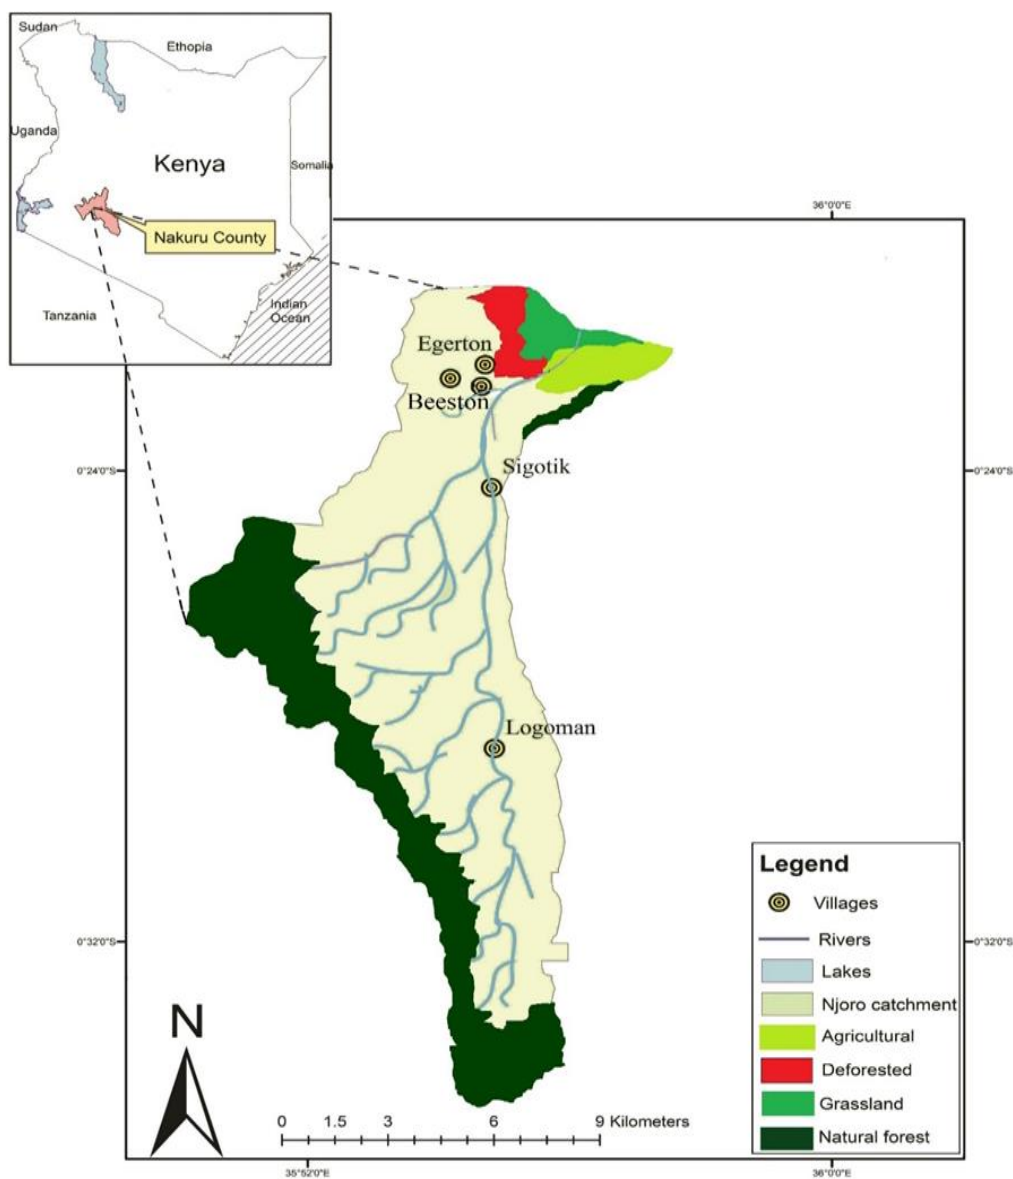 Sudan
Ethopia
Uganda
Kenya
Somalia
Nakuru County
Tanzania
Indian
Ocean
36°0'0"E
Egerton
Beeston
Sigotik
0°24'0"S
0°24'0"S
Logoman
0°32'0"S
0°32'0"S
Legend
Villages
Rivers
Lakes
Njoro catchment
Agricultural
Deforested
Grassland
Natural forest
N
0 1.5 3 6 9 Kilometers
35°52'0"E
36°0'0"E